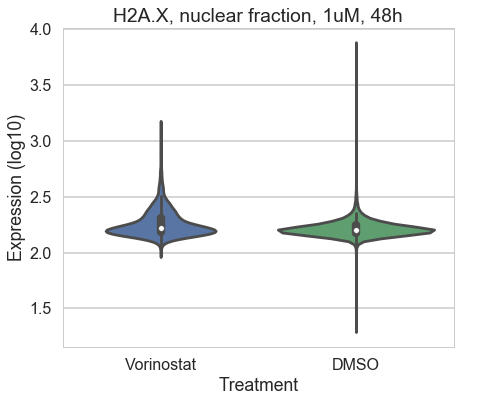 H2A.X, nuclear fraction, 1uM, 48h
4.0
3.5
3.0
2.5
2.0
1.5
Expression (log10)
Vorinostat
DMSO
Treatment